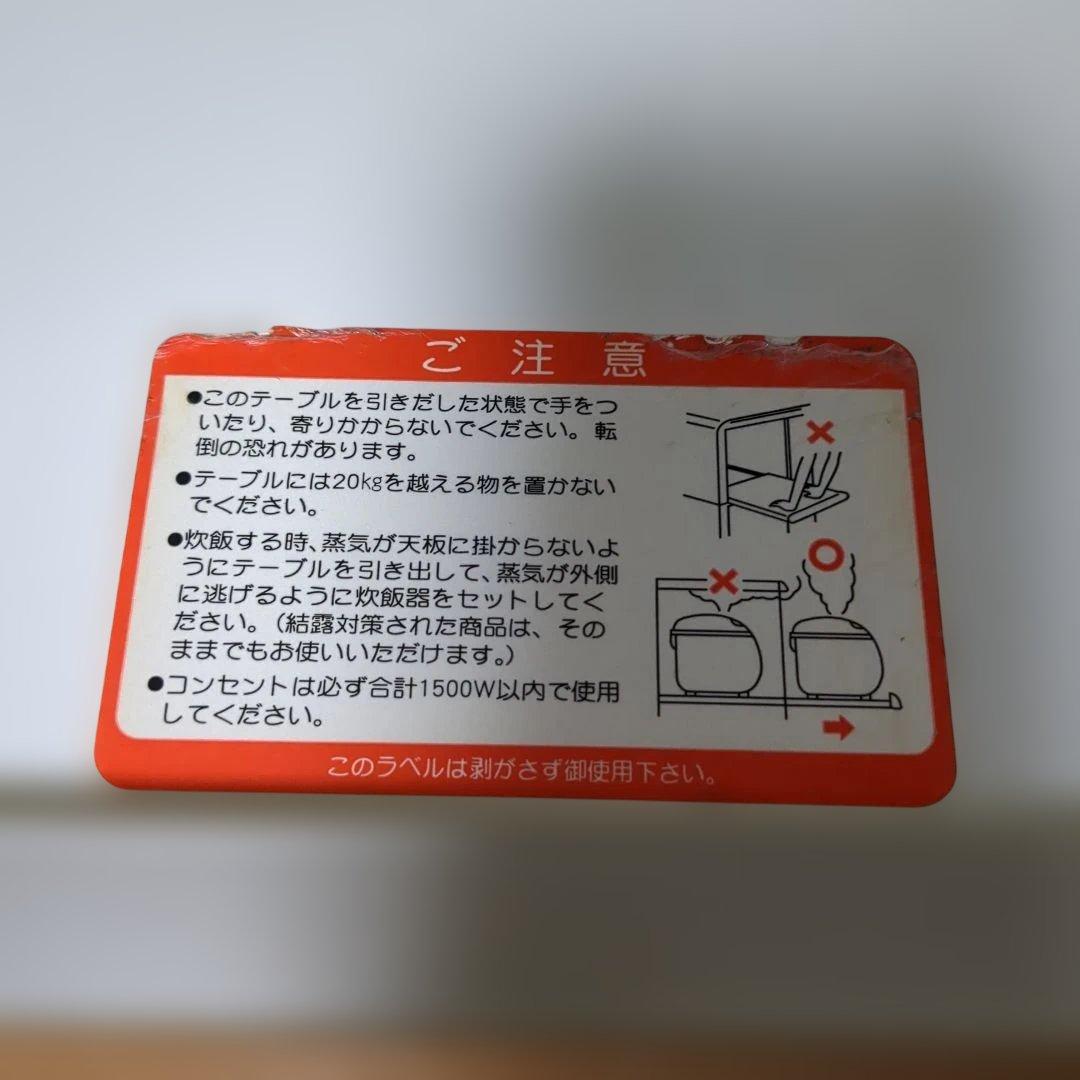 ご注意
●このテーブルを引きだした状態で手をつ
いたり、寄りかからないでください。転
倒の恐れがあります。
●テーブルには20kgを越える物を置かない
でください。
●炊飯する時、蒸気が天板に掛からないよ
うにテーブルを引き出して、蒸気が外側
に逃げるように炊飯器をセットしてく
ださい。（結露対策された商品は、その
ままでもお使いいただけます。）
●コンセントは必ず合計1500W以内で使用
してください。
このラベルは剥がさず御使用下さい。